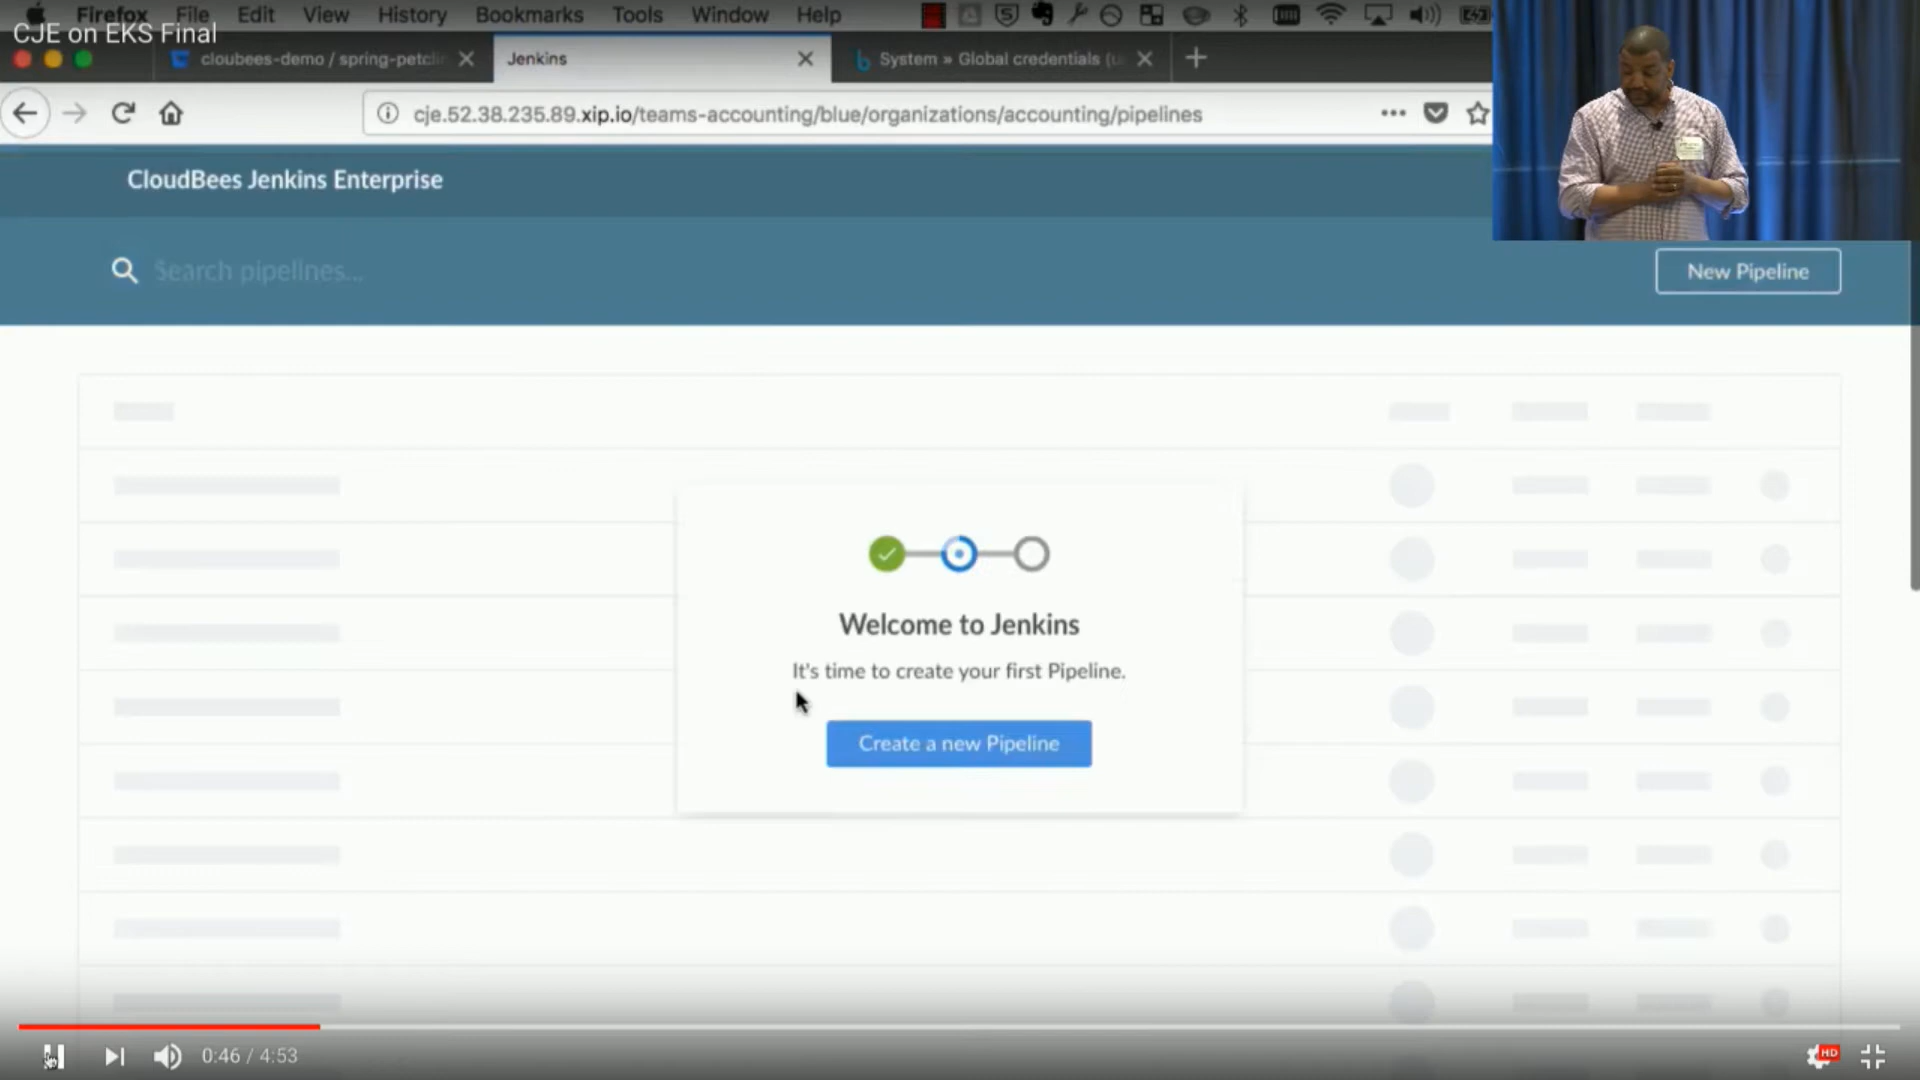 Firefox File Edit View History Bookmarks Tools Window Help
CJE on EKS Final
cloubees-demo / spring-petclin
Jenkins
System » Global credentials (u
cje.52.38.235.89.xip.io/teams-accounting/blue/organizations/accounting/pipelines
CloudBees Jenkins Enterprise
Search pipelines...
New Pipeline
Welcome to Jenkins
It's time to create your first Pipeline.
Create a new Pipeline
0:46 / 4:53
HD